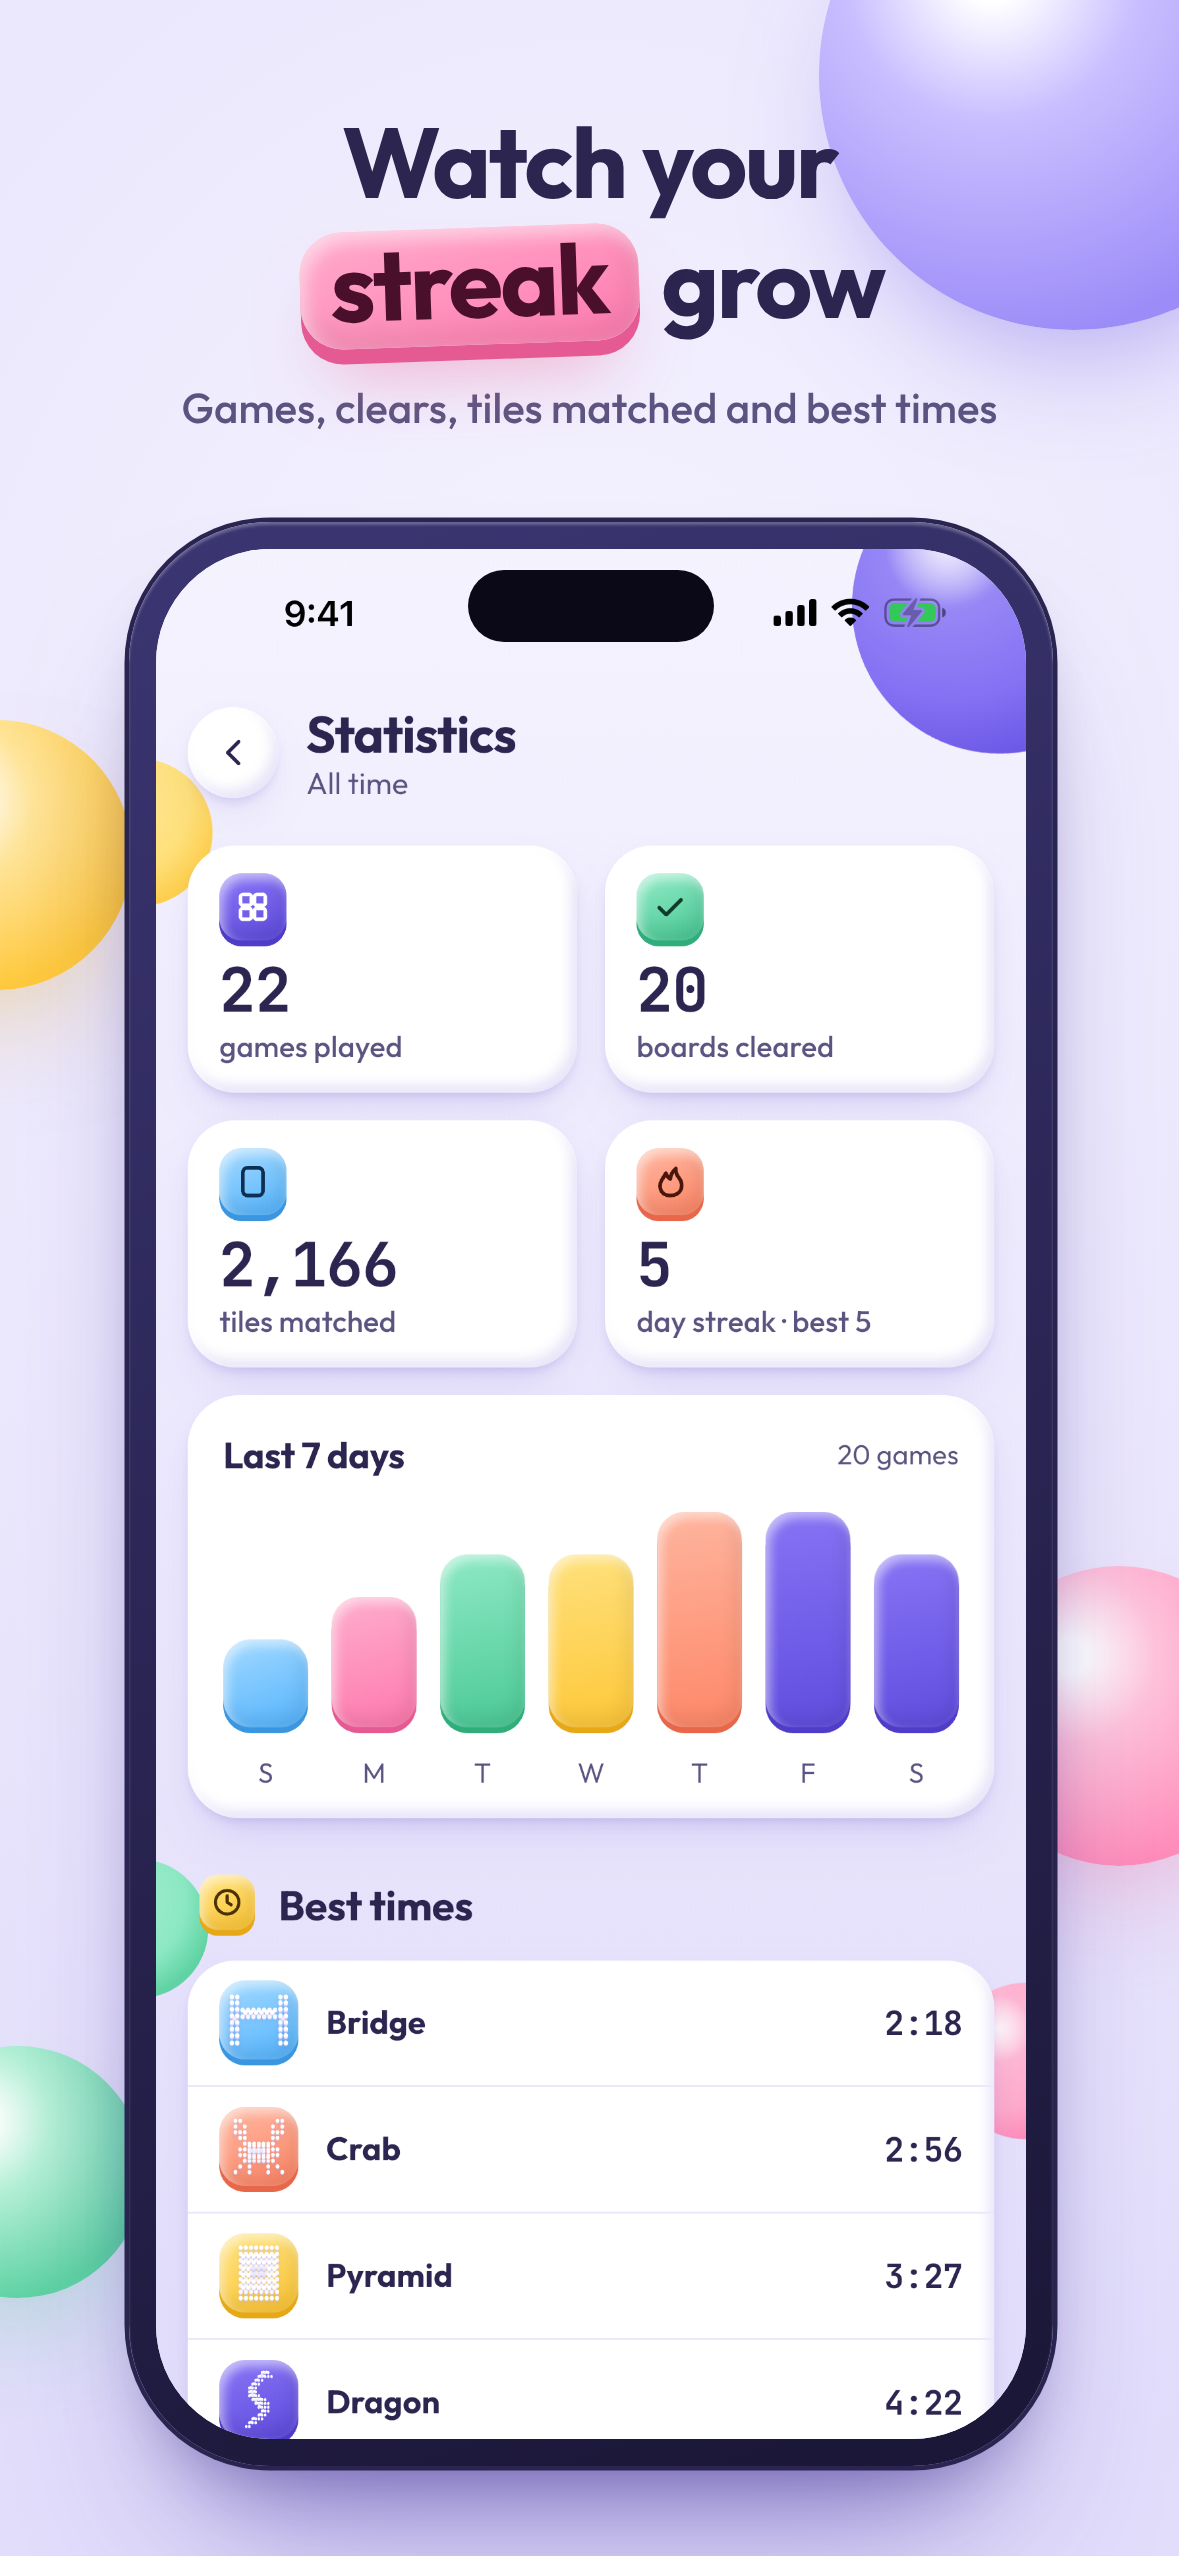 Watch your
streak grow
Games, clears, tiles matched and best times
9:41
Statistics
All time
22
games played
20
boards cleared
2,166
tiles matched
5
day streak · best 5
Last 7 days
20 games
S M T W T F S
Best times
Bridge 2:18
Crab 2:56
Pyramid 3:27
Dragon 4:22